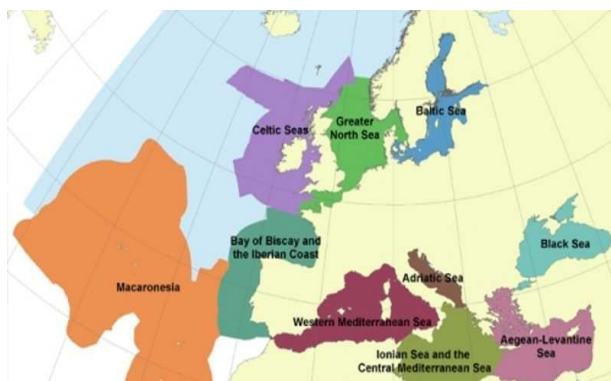 Celtic Seas
Greater
North Sea
Baltic Sea
Bay of Biscay and
the Iberian Coast
Black Sea
Macaronesia
Adriatic Sea
Western Mediterranean Sea
Ionian Sea and the
Central Mediterranean Sea
Aegean-Levantine
Sea